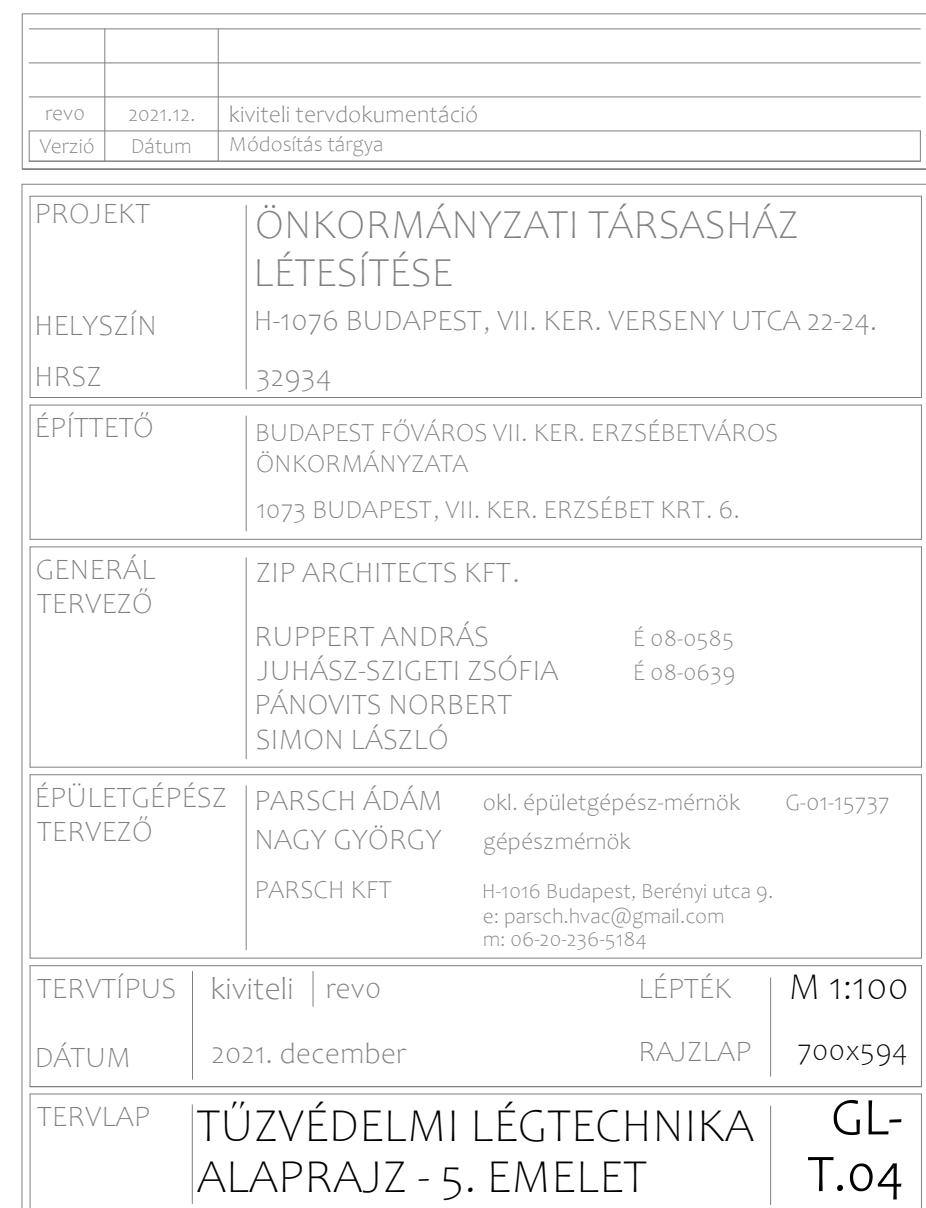 rev0 2021.12. kiviteli tervdokumentáció
Verzió Dátum Módosítás tárgya
PROJEKT ÖNKORMÁNYZATI TÁRSASHÁZ
LÉTESÍTÉSE
HELYSZÍN H-1076 BUDAPEST, VII. KER. VERSENY UTCA 22-24.
HRSZ 32934
ÉPÍTTETŐ BUDAPEST FŐVÁROS VII. KER. ERZSÉBETVÁROS
ÖNKORMÁNYZATA
1073 BUDAPEST, VII. KER. ERZSÉBET KRT. 6.
GENERÁL ZIP ARCHITECTS KFT.
TERVEZŐ
RUPPERT ANDRÁS É 08-0585
JUHÁSZ-SZIGETI ZSÓFIA É 08-0639
PÁNOVITS NORBERT
SIMON LÁSZLÓ
ÉPÜLETGÉPÉSZ PARSCH ÁDÁM okl. épületgépész-mérnök G-01-15737
TERVEZŐ NAGY GYÖRGY gépészmérnök
PARSCH KFT H-1016 Budapest, Berényi utca 9.
e: parsch.hvac@gmail.com
m: 06-20-236-5184
TERVTÍPUS kiviteli rev0 LÉPTÉK M 1:100
DÁTUM 2021. december RAJZLAP 700x594
TERVLAP TŰZVÉDELMI LÉGTECHNIKA GL-
ALAPRAJZ - 5. EMELET T.04